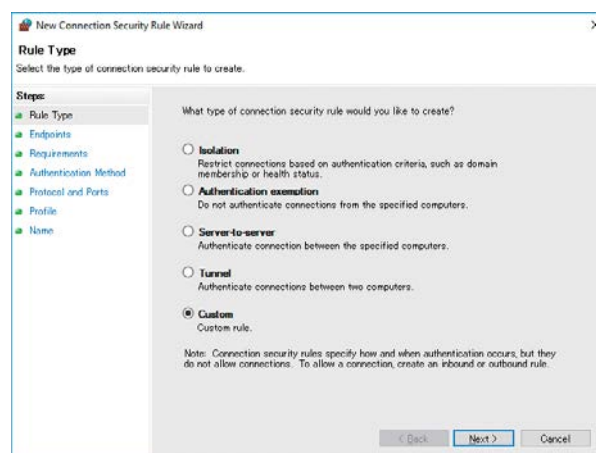 New Connection Security Rule Wizard
Rule Type
Select the type of connection security rule to create.
Steps:
Rule Type
Endpoints
Requirements
Authentication Method
Protocol and Ports
Profile
Name
What type of connection security rule would you like to create?
Isolation
Restrict connections based on authentication criteria, such as domain
membership or health status.
Authentication exemption
Do not authenticate connections from the specified computers.
Server-to-server
Authenticate connection between the specified computers.
Tunnel
Authenticate connections between two computers.
Custom
Custom rule.
Note: Connection security rules specify how and when authentication occurs, but they
do not allow connections. To allow a connection, create an inbound or outbound rule.
< Back Next > Cancel